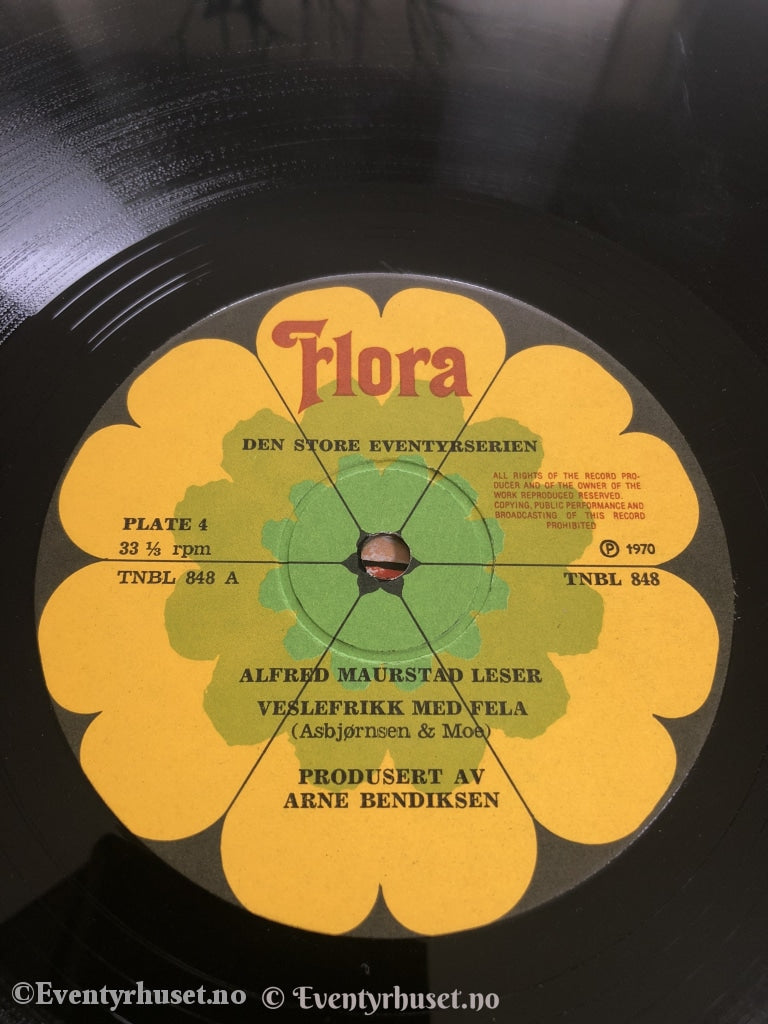 Flora
DEN STORE EVENTYRSERIEN
ALL RIGHTS OF THE RECORD PRO-
DUCER AND OF THE OWNER OF THE
WORK REPRODUCED RESERVED.
COPYING, PUBLIC PERFORMANCE AND
BROADCASTING OF THIS RECORD
PROHIBITED
PLATE 4
33 ⅓ rpm
℗ 1970
TNBL 848 A
TNBL 848
ALFRED MAURSTAD LESER
VESLEFRIKK MED FELA
(Asbjørnsen & Moe)
PRODUSERT AV
ARNE BENDIKSEN
©Eventyrhuset.no © Eventyrhuset.no